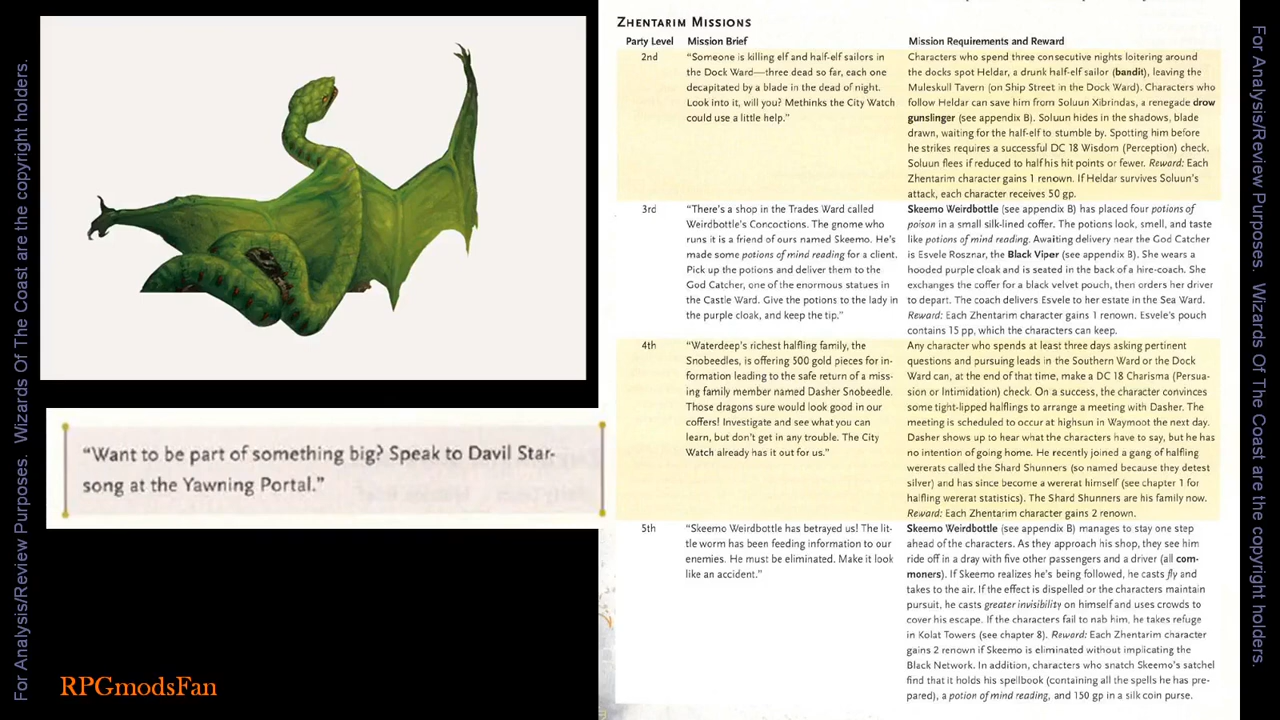 For Analysis/Review Purposes. Wizards Of The Coast are the copyright holders.
"Want to be part of something big? Speak to Davil Star-
song at the Yawning Portal."
RPGmodsFan
ZHENTARIM MISSIONS
Party Level Mission Brief Mission Requirements and Reward
2nd
"Someone is killing elf and half-elf sailors in
the Dock Ward—three dead so far, each one
decapitated by a blade in the dead of night.
Look into it, will you? Methinks the City Watch
could use a little help."
Characters who spend three consecutive nights loitering around
the docks spot Heldar, a drunk half-elf sailor (bandit), leaving the
Muleskull Tavern (on Ship Street in the Dock Ward). Characters who
follow Heldar can save him from Soluun Xibrindas, a renegade drow
gunslinger (see appendix B). Soluun hides in the shadows, blade
drawn, waiting for the half-elf to stumble by. Spotting him before
he strikes requires a successful DC 18 Wisdom (Perception) check.
Soluun flees if reduced to half his hit points or fewer. Reward: Each
Zhentarim character gains 1 renown. If Heldar survives Soluun's
attack, each character receives 50 gp.
3rd
"There's a shop in the Trades Ward called
Weirdbottle's Concoctions. The gnome who
runs it is a friend of ours named Skeemo. He's
made some potions of mind reading for a client.
Pick up the potions and deliver them to the
God Catcher, one of the enormous statues in
the Castle Ward. Give the potions to the lady in
the purple cloak, and keep the tip."
Skeemo Weirdbottle (see appendix B) has placed four potions of
poison in a small silk-lined coffer. The potions look, smell, and taste
like potions of mind reading. Awaiting delivery near the God Catcher
is Esvele Rosznar, the Black Viper (see appendix B). She wears a
hooded purple cloak and is seated in the back of a hire-coach. She
exchanges the coffer for a black velvet pouch, then orders her driver
to depart. The coach delivers Esvele to her estate in the Sea Ward.
Reward: Each Zhentarim character gains 1 renown. Esvele's pouch
contains 15 pp, which the characters can keep.
4th
"Waterdeep's richest halfling family, the
Snobeedles, is offering 500 gold pieces for in-
formation leading to the safe return of a miss-
ing family member named Dasher Snobeedle.
Those dragons sure would look good in our
coffers! Investigate and see what you can
learn, but don't get in any trouble. The City
Watch already has it out for us."
Any character who spends at least three days asking pertinent
questions and pursuing leads in the Southern Ward or the Dock
Ward can, at the end of that time, make a DC 18 Charisma (Persua-
sion or Intimidation) check. On a success, the character convinces
some tight-lipped halflings to arrange a meeting with Dasher. The
meeting is scheduled to occur at highsun in Waymoot the next day.
Dasher shows up to hear what the characters have to say, but he has
no intention of going home. He recently joined a gang of halfling
wererats called the Shard Shunners (so named because they detest
silver) and has since become a wererat himself (see chapter 1 for
halfling wererat statistics). The Shard Shunners are his family now.
Reward: Each Zhentarim character gains 2 renown.
5th
"Skeemo Weirdbottle has betrayed us! The lit-
tle worm has been feeding information to our
enemies. He must be eliminated. Make it look
like an accident."
Skeemo Weirdbottle (see appendix B) manages to stay one step
ahead of the characters. As they approach his shop, they see him
ride off in a dray with five other passengers and a driver (all com-
moners). If Skeemo realizes he's being followed, he casts fly and
takes to the air. If the effect is dispelled or the characters maintain
pursuit, he casts greater invisibility on himself and uses crowds to
cover his escape. If the characters fail to nab him, he takes refuge
in Kolat Towers (see chapter 8). Reward: Each Zhentarim character
gains 2 renown if Skeemo is eliminated without implicating the
Black Network. In addition, characters who snatch Skeemo's satchel
find that it holds his spellbook (containing all the spells he has pre-
pared), a potion of mind reading, and 150 gp in a silk coin purse.
For Analysis/Review Purposes. Wizards Of The Coast are the copyright holders.